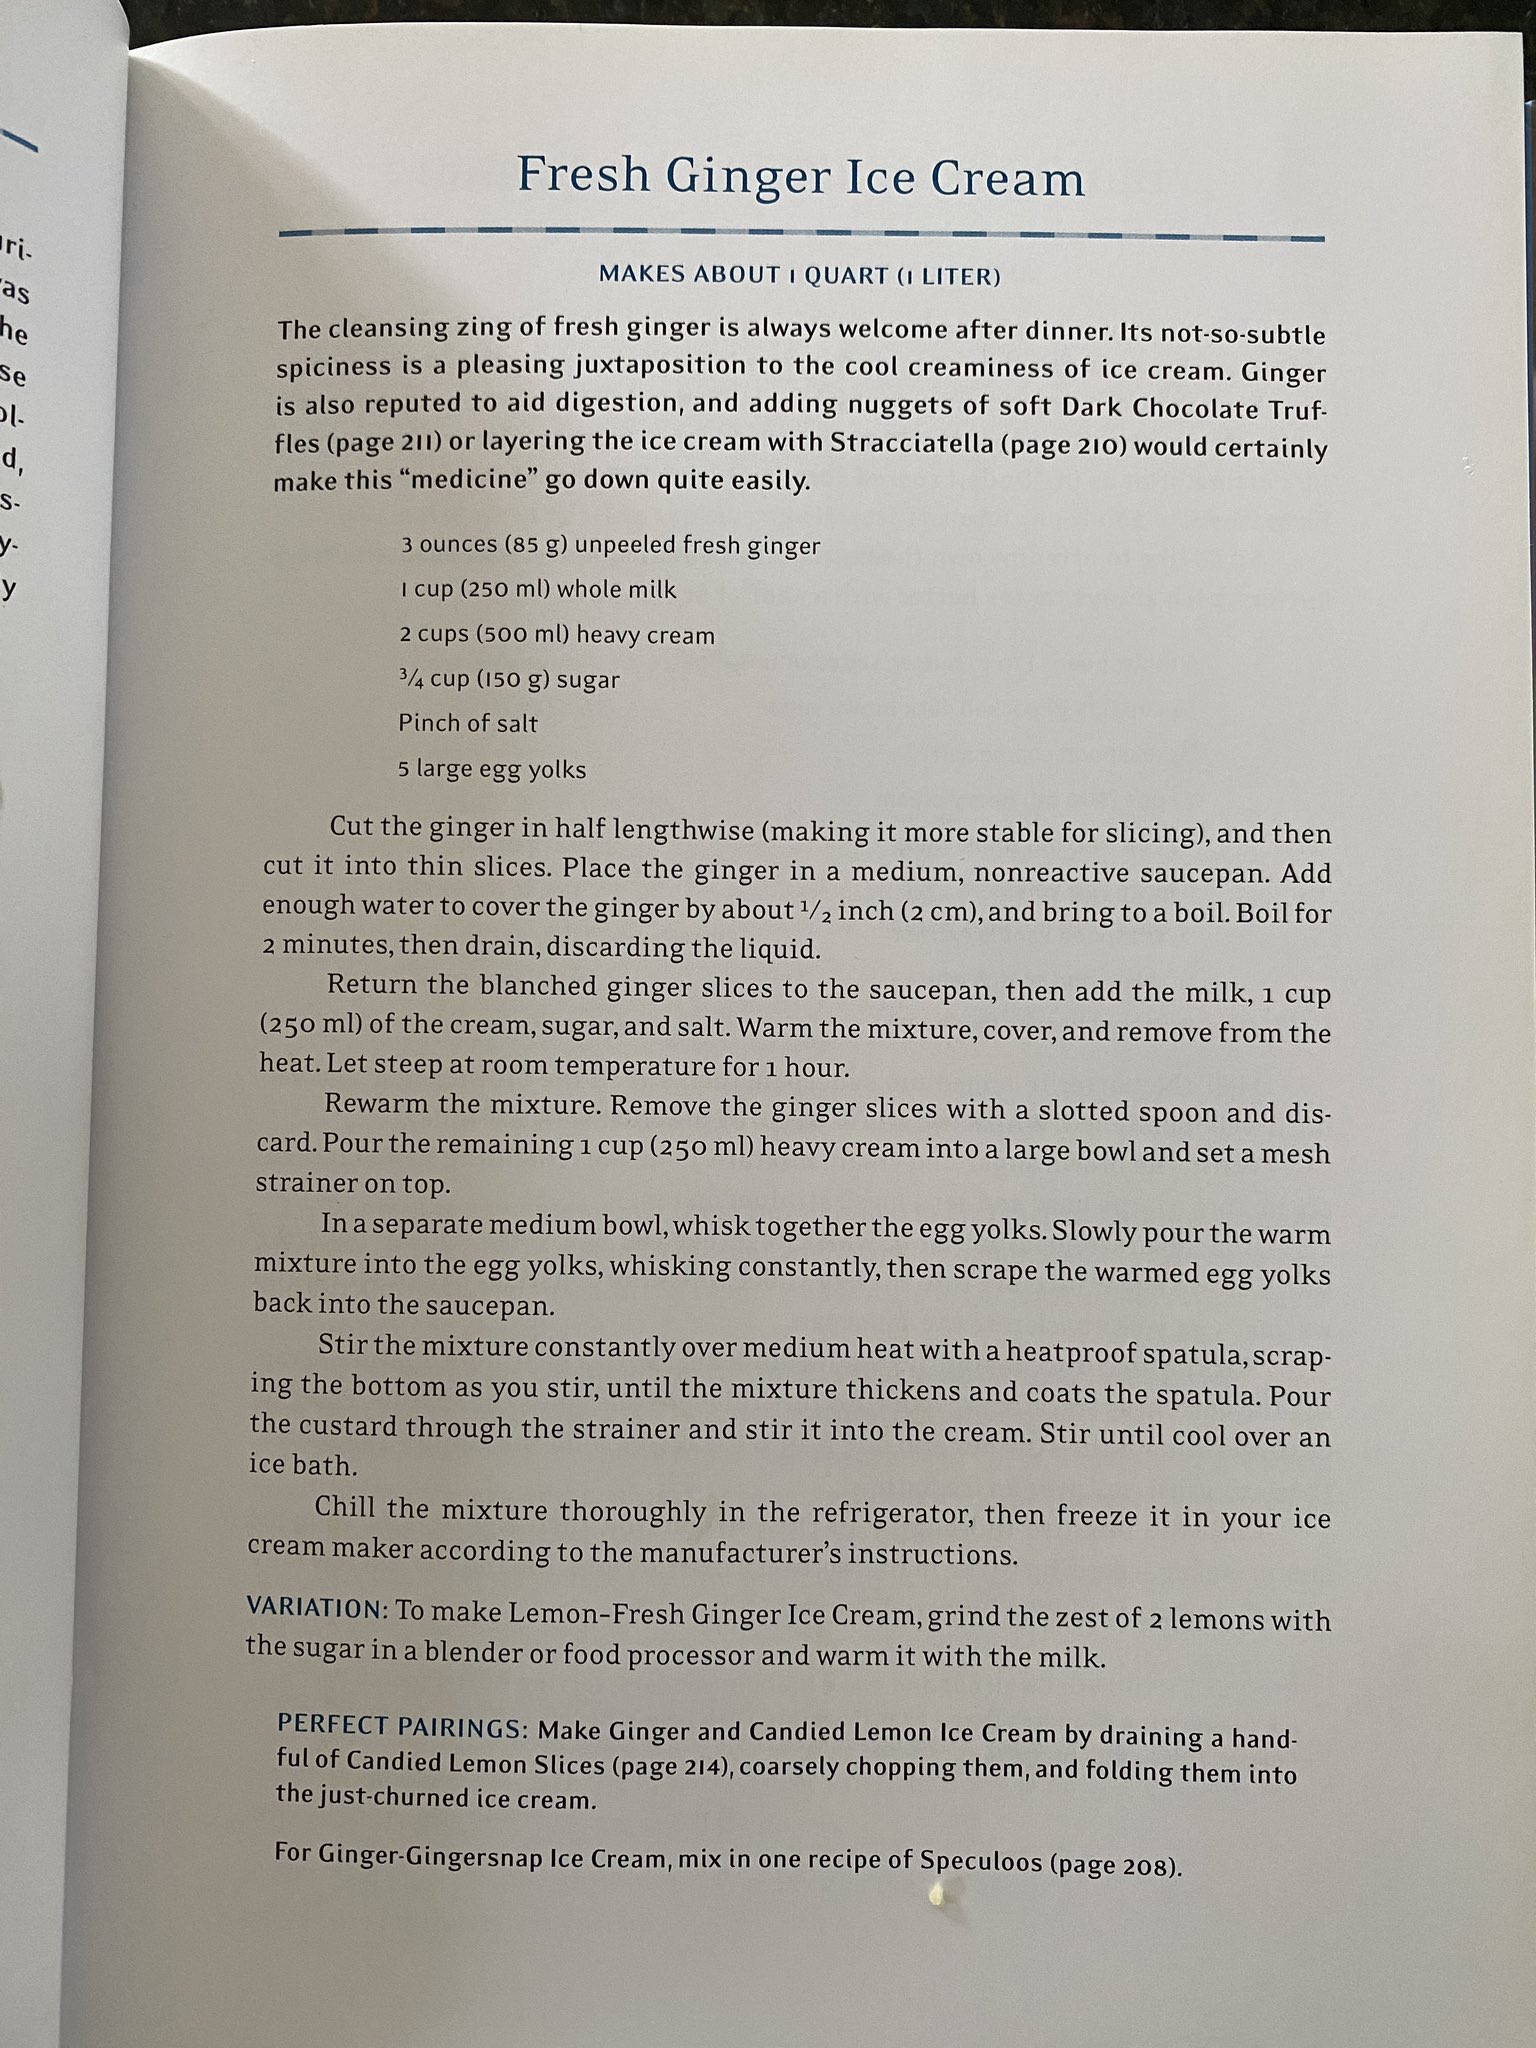 ri-
as
he
se
ol-
d,
s-
y-
y
Fresh Ginger Ice Cream
MAKES ABOUT 1 QUART (1 LITER)
The cleansing zing of fresh ginger is always welcome after dinner. Its not-so-subtle
spiciness is a pleasing juxtaposition to the cool creaminess of ice cream. Ginger
is also reputed to aid digestion, and adding nuggets of soft Dark Chocolate Truf-
fles (page 211) or layering the ice cream with Stracciatella (page 210) would certainly
make this “medicine” go down quite easily.
3 ounces (85 g) unpeeled fresh ginger
1 cup (250 ml) whole milk
2 cups (500 ml) heavy cream
¾ cup (150 g) sugar
Pinch of salt
5 large egg yolks
Cut the ginger in half lengthwise (making it more stable for slicing), and then
cut it into thin slices. Place the ginger in a medium, nonreactive saucepan. Add
enough water to cover the ginger by about ½ inch (2 cm), and bring to a boil. Boil for
2 minutes, then drain, discarding the liquid.
Return the blanched ginger slices to the saucepan, then add the milk, 1 cup
(250 ml) of the cream, sugar, and salt. Warm the mixture, cover, and remove from the
heat. Let steep at room temperature for 1 hour.
Rewarm the mixture. Remove the ginger slices with a slotted spoon and dis-
card. Pour the remaining 1 cup (250 ml) heavy cream into a large bowl and set a mesh
strainer on top.
In a separate medium bowl, whisk together the egg yolks. Slowly pour the warm
mixture into the egg yolks, whisking constantly, then scrape the warmed egg yolks
back into the saucepan.
Stir the mixture constantly over medium heat with a heatproof spatula, scrap-
ing the bottom as you stir, until the mixture thickens and coats the spatula. Pour
the custard through the strainer and stir it into the cream. Stir until cool over an
ice bath.
Chill the mixture thoroughly in the refrigerator, then freeze it in your ice
cream maker according to the manufacturer’s instructions.
VARIATION: To make Lemon–Fresh Ginger Ice Cream, grind the zest of 2 lemons with
the sugar in a blender or food processor and warm it with the milk.
PERFECT PAIRINGS: Make Ginger and Candied Lemon Ice Cream by draining a hand-
ful of Candied Lemon Slices (page 214), coarsely chopping them, and folding them into
the just-churned ice cream.
For Ginger-Gingersnap Ice Cream, mix in one recipe of Speculoos (page 208).